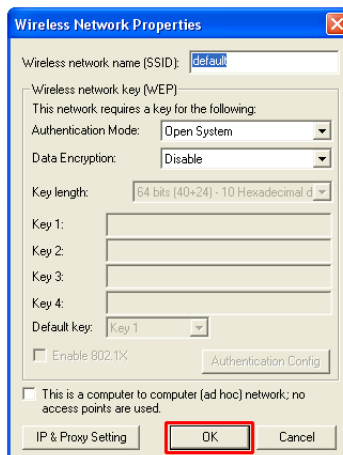 Wireless Network Properties
Wireless network name (SSID): default
Wireless network key (WEP)
This network requires a key for the following:
Authentication Mode: Open System
Data Encryption: Disable
Key length: 64 bits (40+24) - 10 Hexadecimal d
Key 1:
Key 2:
Key 3:
Key 4:
Default key: Key 1
Enable 802.1X Authentication Config
This is a computer to computer (ad hoc) network; no
access points are used.
IP & Proxy Setting OK Cancel